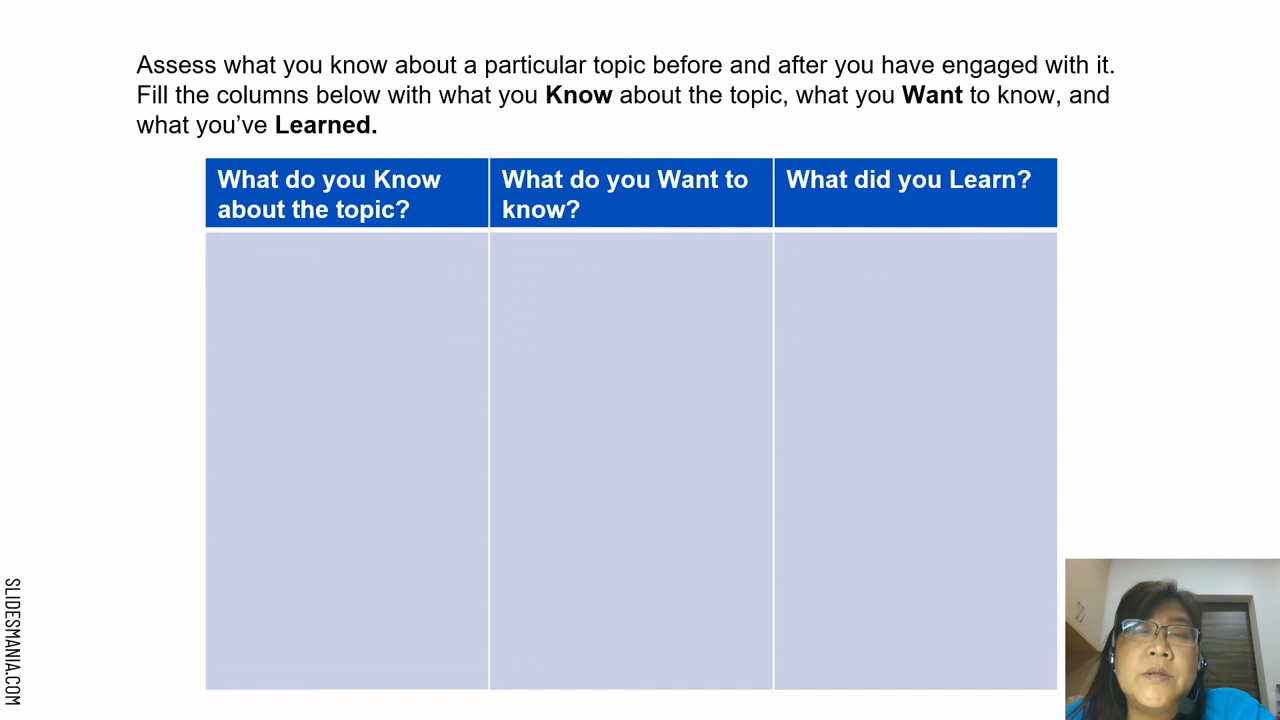 Assess what you know about a particular topic before and after you have engaged with it.
Fill the columns below with what you Know about the topic, what you Want to know, and
what you’ve Learned.
What do you Know
about the topic?
What do you Want to
know?
What did you Learn?
SLIDESMANIA.COM